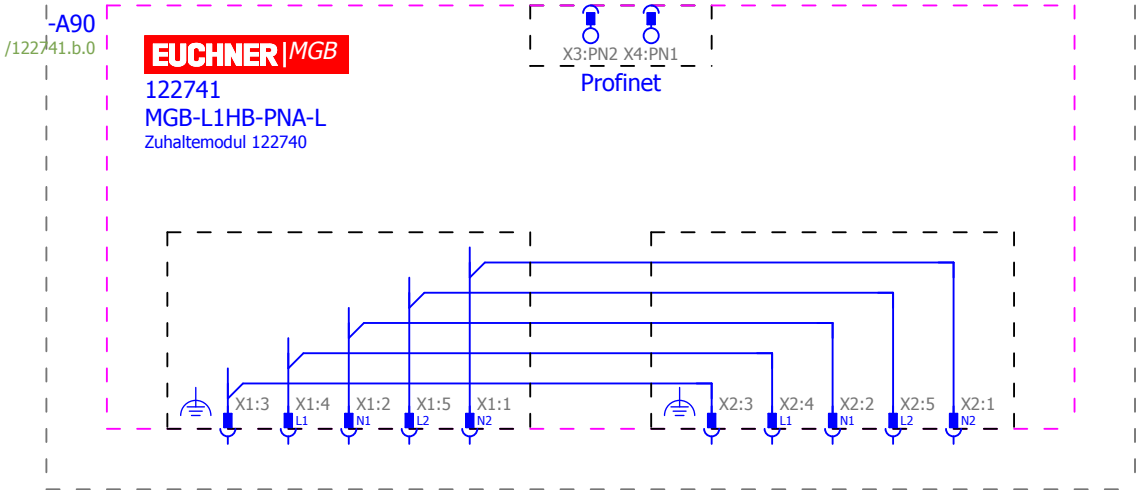 -A90
/122741.b.0
EUCHNER MGB
122741
MGB-L1HB-PNA-L
Zuhaltemodul 122740
X3:PN2 X4:PN1
Profinet
X1:3 X1:4 X1:2 X1:5 X1:1 X2:3 X2:4 X2:2 X2:5 X2:1
L1 N1 L2 N2 L1 N1 L2 N2